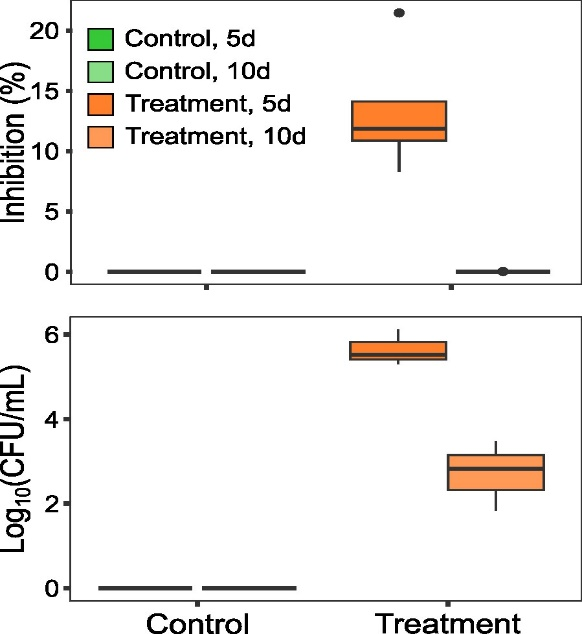 Inhibition (%)
20
15
10
5
0
Control, 5d
Control, 10d
Treatment, 5d
Treatment, 10d
Log10(CFU/mL)
6
4
2
0
Control Treatment